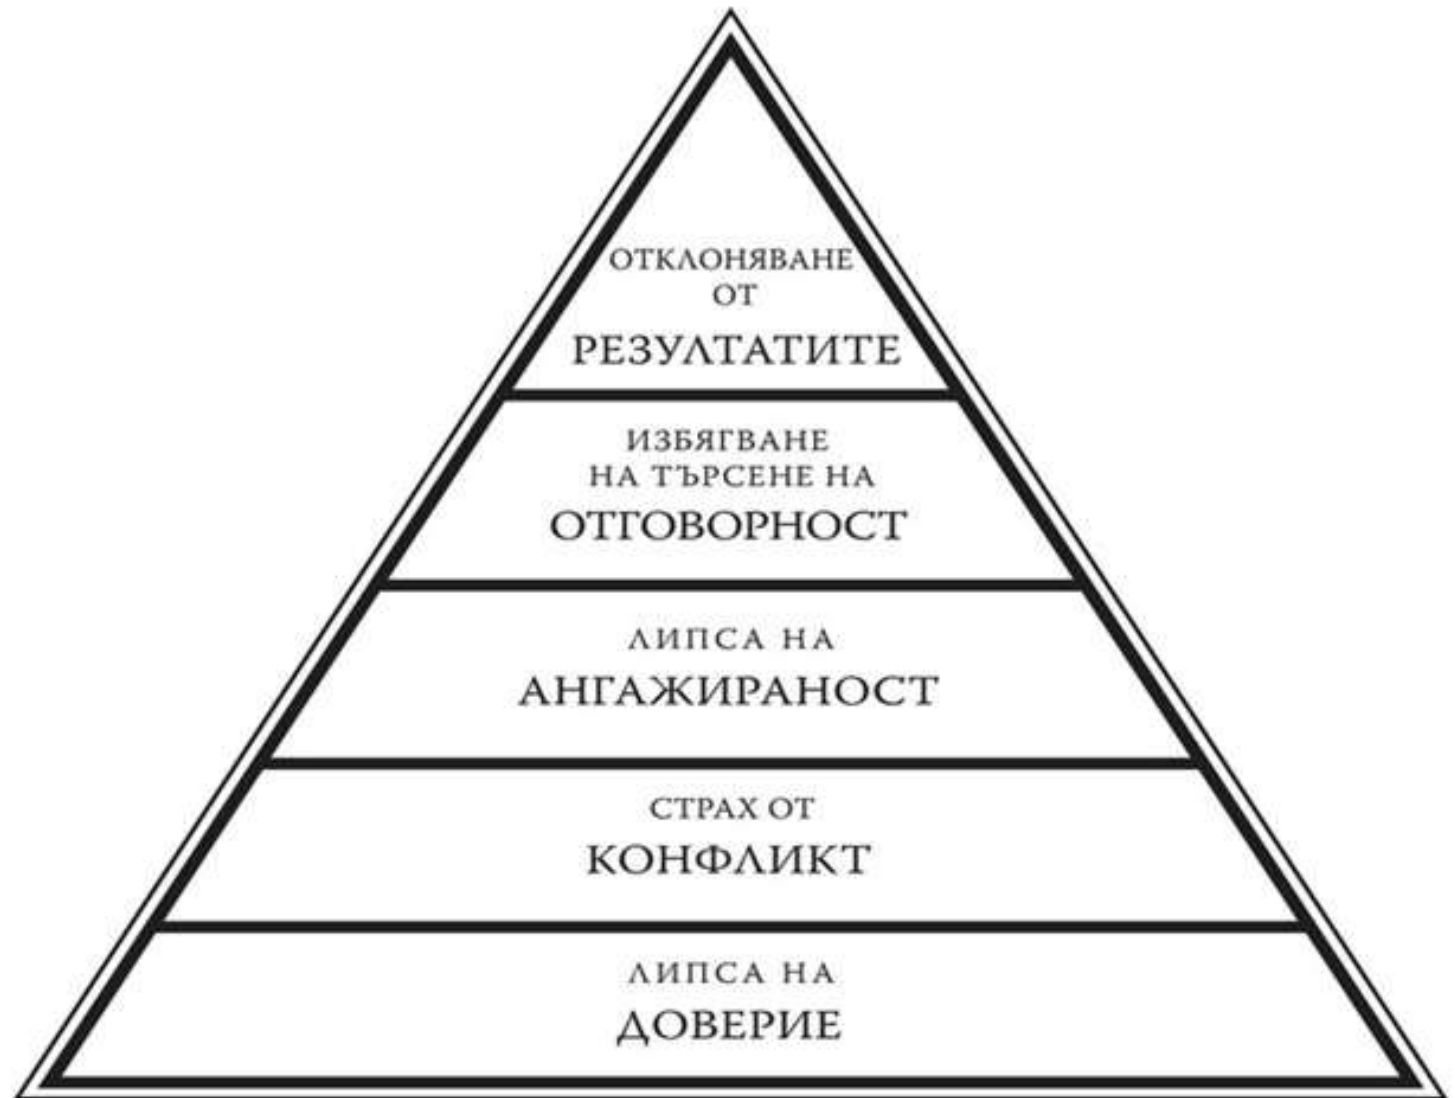 ОТКЛОНЯВАНЕ
ОТ
РЕЗУЛТАТИТЕ
ИЗБЯГВАНЕ
НА ТЪРСЕНЕ НА
ОТГОВОРНОСТ
ЛИПСА НА
АНГАЖИРАНОСТ
СТРАХ ОТ
КОНФЛИКТ
ЛИПСА НА
ДОВЕРИЕ